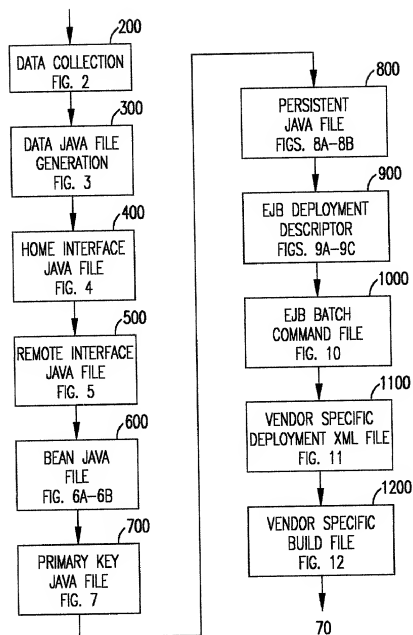 200
DATA COLLECTION
FIG. 2
300
DATA JAVA FILE
GENERATION
FIG. 3
400
HOME INTERFACE
JAVA FILE
FIG. 4
500
REMOTE INTERFACE
JAVA FILE
FIG. 5
600
BEAN JAVA
FILE
FIG. 6A-6B
700
PRIMARY KEY
JAVA FILE
FIG. 7
800
PERSISTENT
JAVA FILE
FIGS. 8A-8B
900
EJB DEPLOYMENT
DESCRIPTOR
FIGS. 9A-9C
1000
EJB BATCH
COMMAND FILE
FIG. 10
1100
VENDOR SPECIFIC
DEPLOYMENT XML FILE
FIG. 11
1200
VENDOR SPECIFIC
BUILD FILE
FIG. 12
70